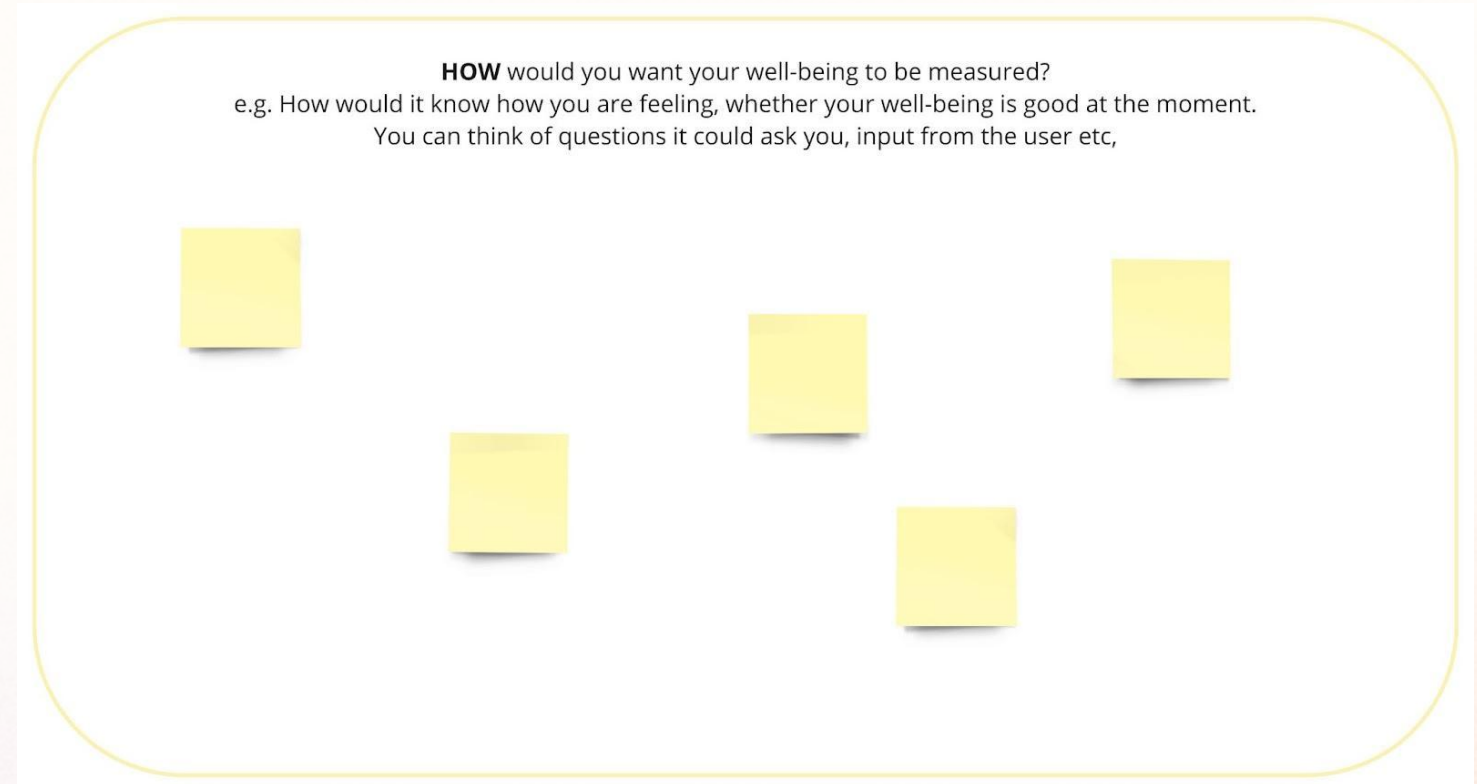 HOW would you want your well-being to be measured?
e.g. How would it know how you are feeling, whether your well-being is good at the moment.
You can think of questions it could ask you, input from the user etc,